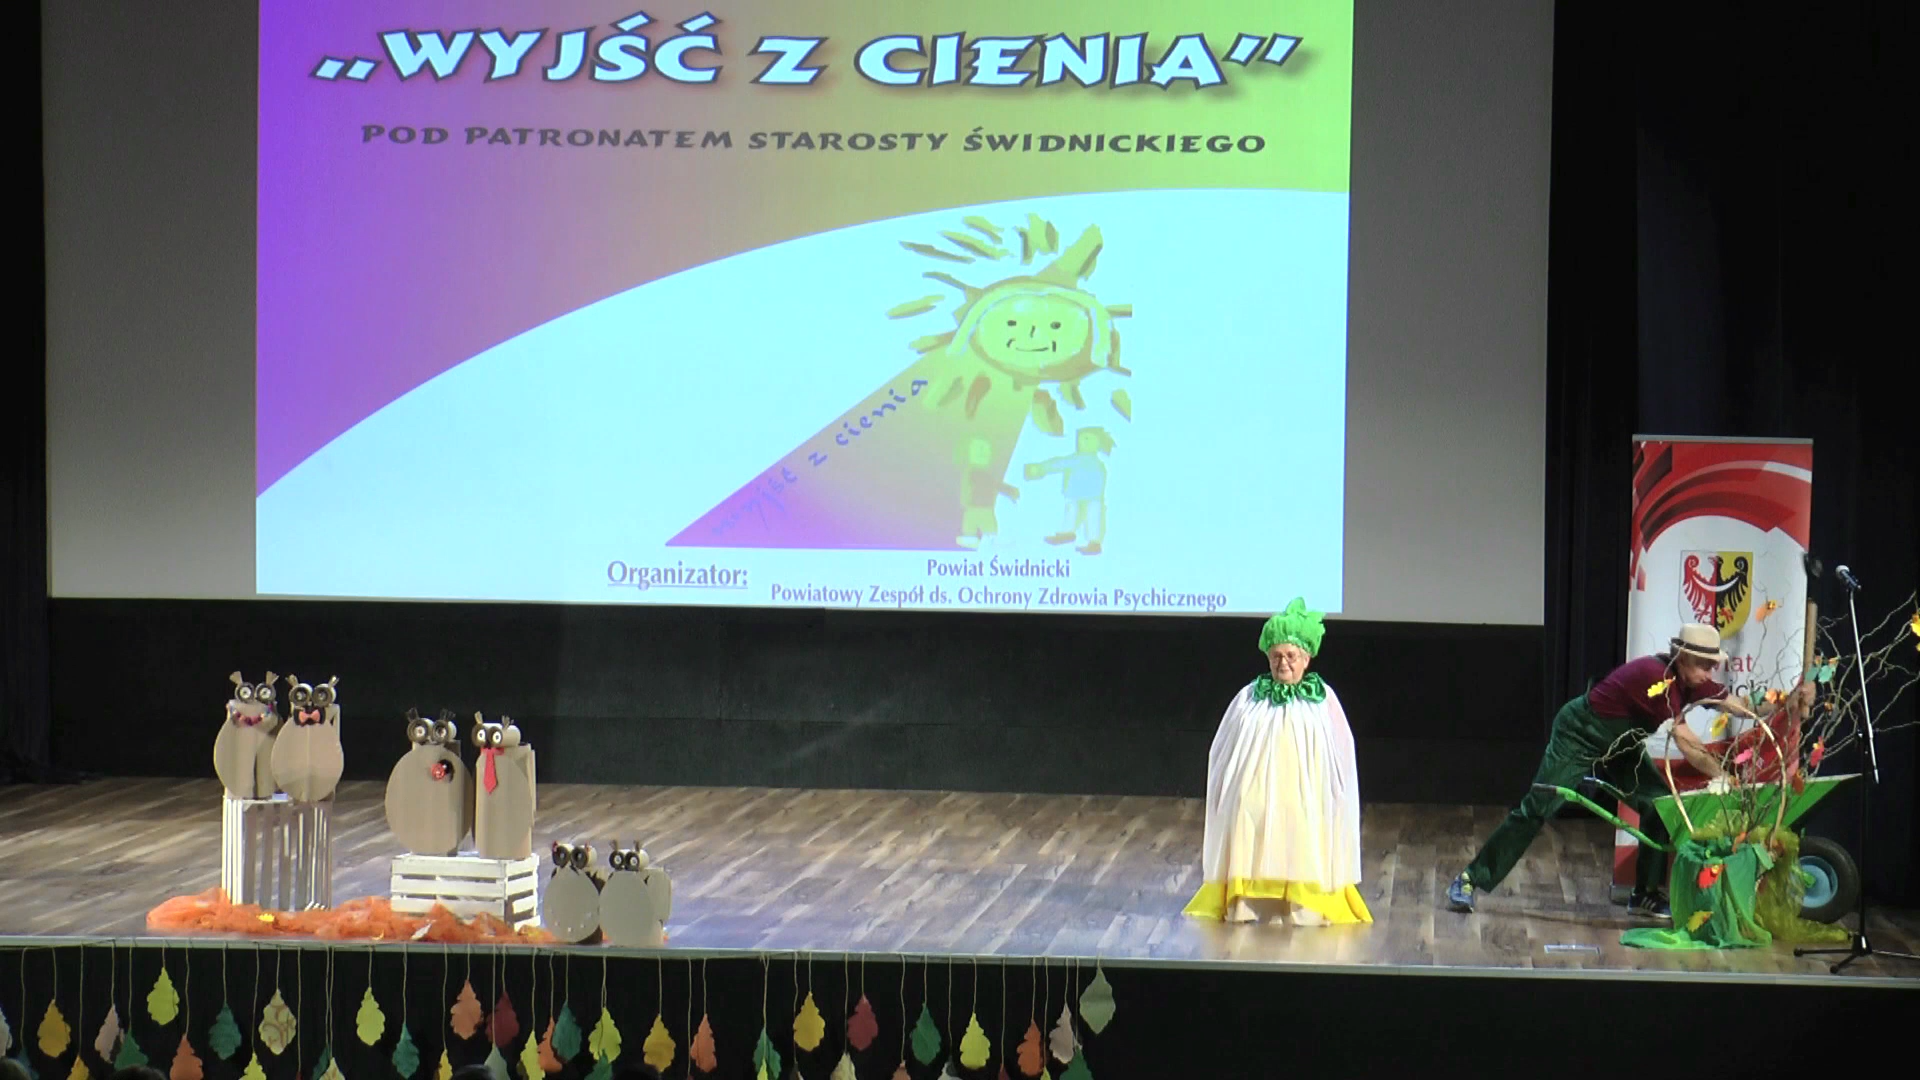 „WYJŚĆ Z CIENIA”
POD PATRONATEM STAROSTY ŚWIDNICKIEGO
wyjść z cienia
Organizator:
Powiat Świdnicki
Powiatowy Zespół ds. Ochrony Zdrowia Psychicznego